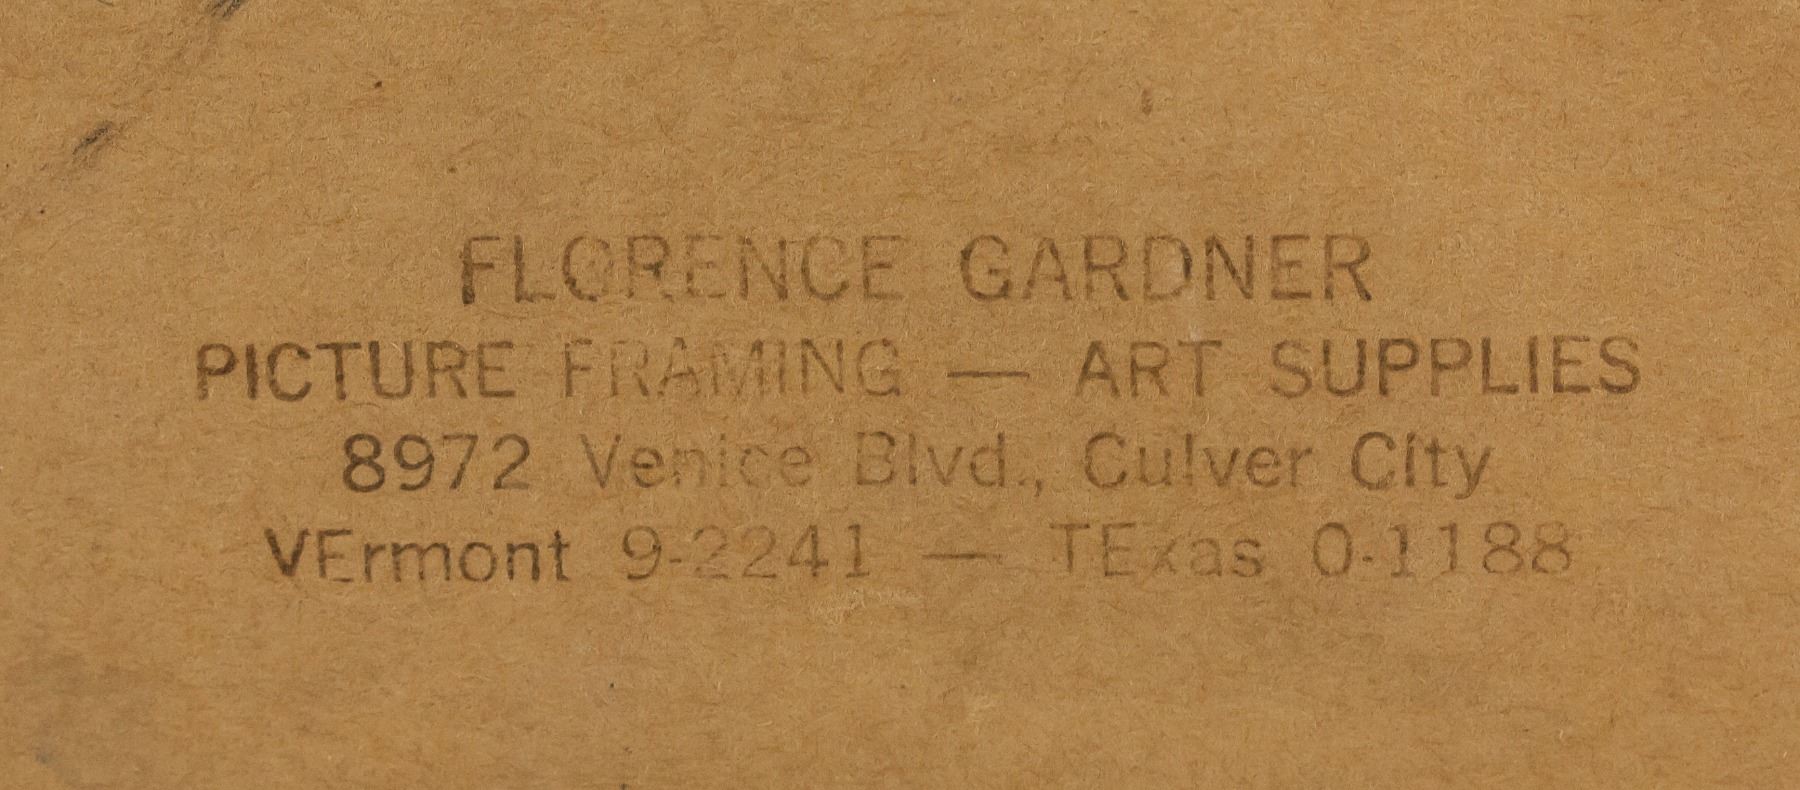 FLORENCE GARDNER
PICTURE FRAMING — ART SUPPLIES
8972 Venice Blvd., Culver City
VErmont 9-2241 — TExas 0-1188